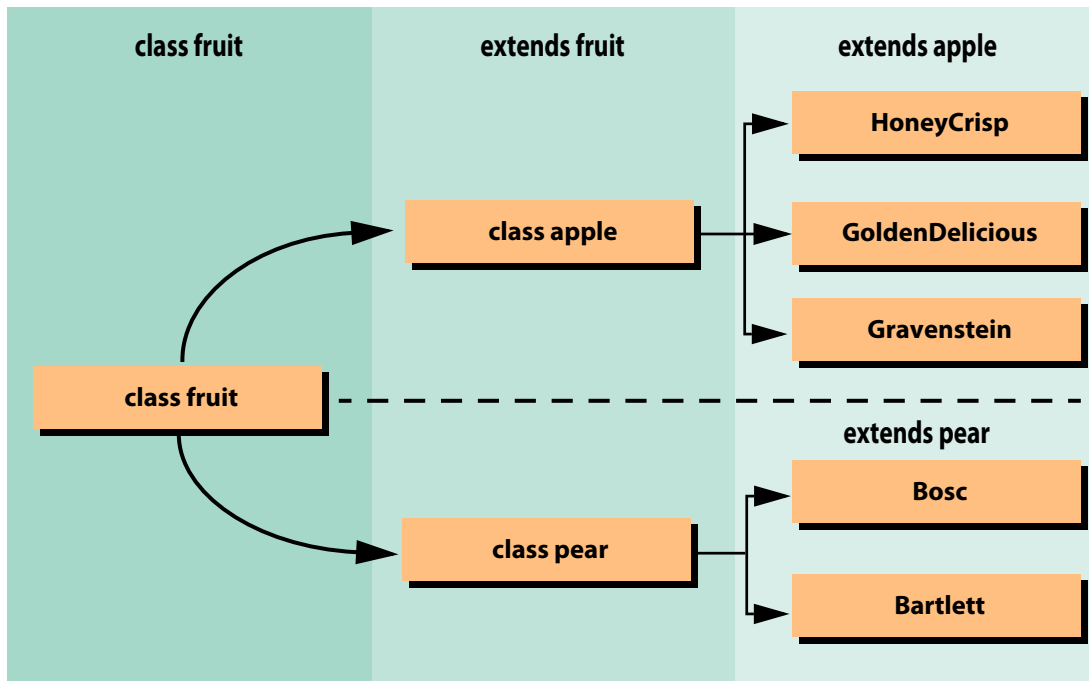 class fruit
extends fruit
extends apple
HoneyCrisp
class apple
GoldenDelicious
Gravenstein
class fruit
extends pear
Bosc
class pear
Bartlett